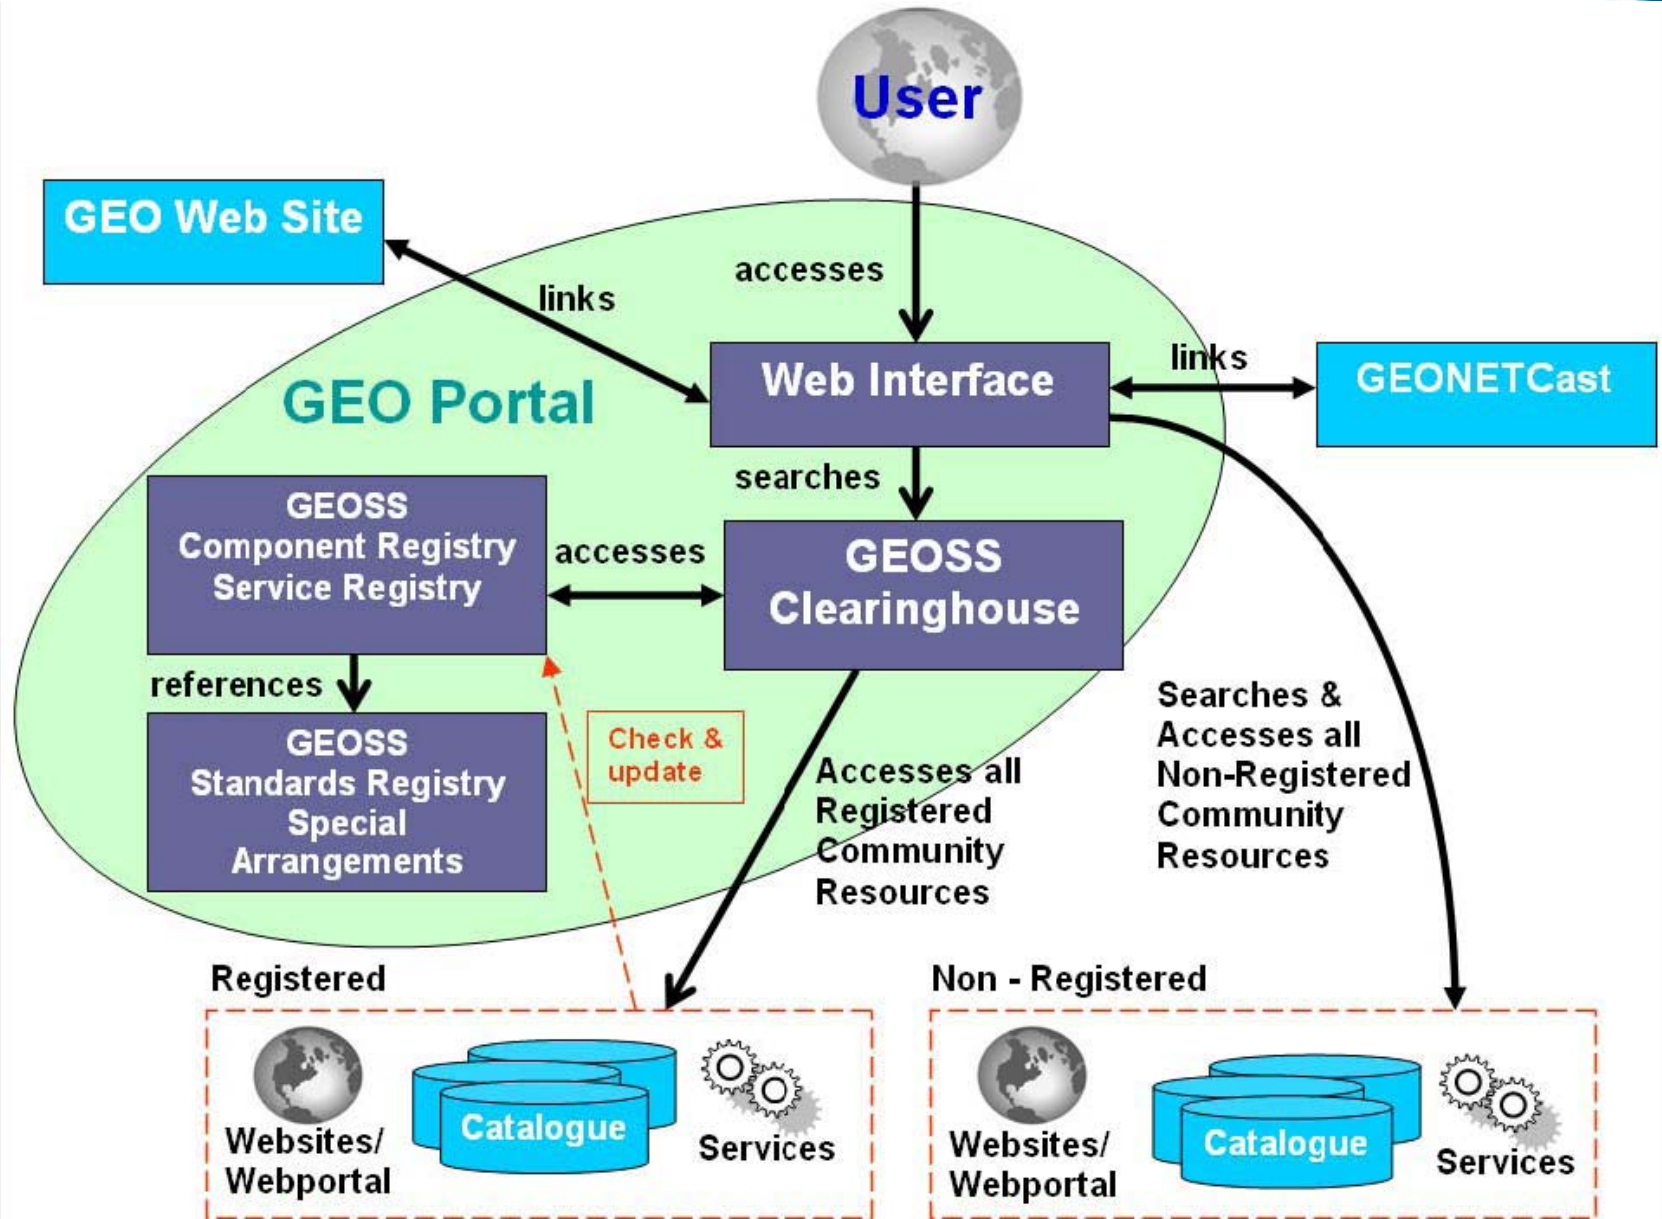 User
GEO Web Site
accesses
links
links
Web Interface
GEONETCast
GEO Portal
searches
GEOSS
Component Registry
Service Registry
accesses
GEOSS
Clearinghouse
references
GEOSS
Standards Registry
Special
Arrangements
Check &
update
Accesses all
Registered
Community
Resources
Searches &
Accesses all
Non-Registered
Community
Resources
Registered
Websites/
Webportal
Catalogue
Services
Non - Registered
Websites/
Webportal
Catalogue
Services